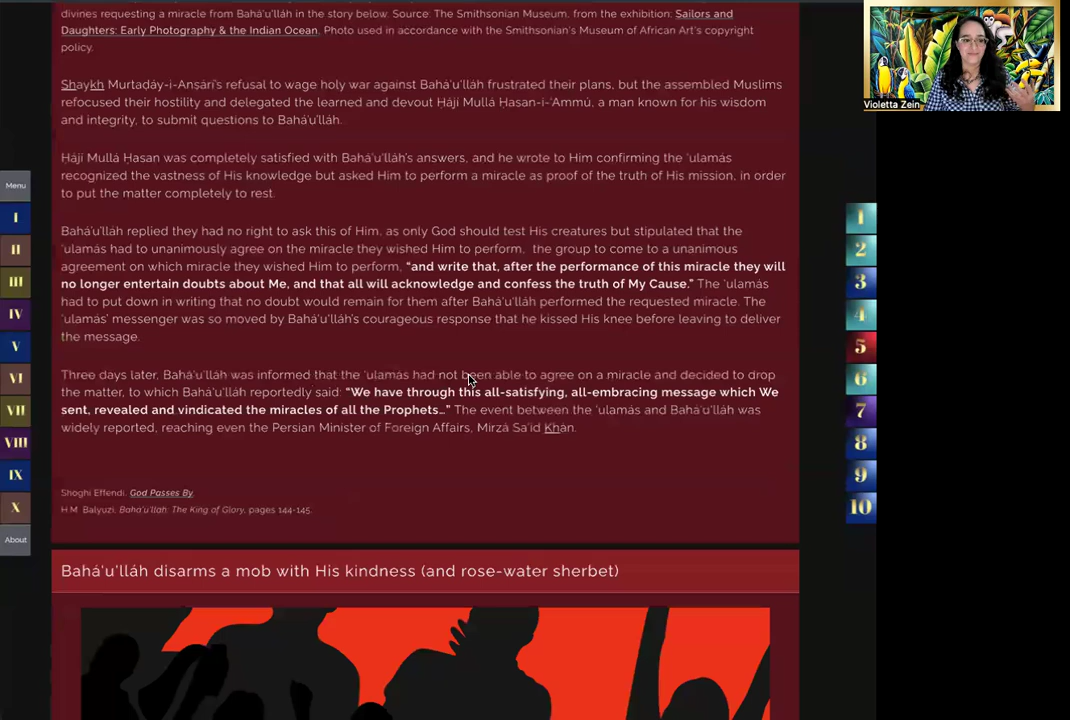 divines requesting a miracle from Bahá'u'lláh in the story below. Source: The Smithsonian Museum. from the exhibition: Sailors and
Daughters: Early Photography & the Indian Ocean. Photo used in accordance with the Smithsonian's Museum of African Art's copyright
policy.
Shaykh Murtaḍáy-i-Anṣárí's refusal to wage holy war against Bahá'u'lláh frustrated their plans, but the assembled Muslims
refocused their hostility and delegated the learned and devout Ḥájí Mullá Ḥasan-i-'Ammú, a man known for his wisdom
and integrity, to submit questions to Bahá'u'lláh.
Ḥájí Mullá Ḥasan was completely satisfied with Bahá'u'lláh's answers, and he wrote to Him confirming the 'ulamás
recognized the vastness of His knowledge but asked Him to perform a miracle as proof of the truth of His mission, in order
to put the matter completely to rest.
Bahá'u'lláh replied they had no right to ask this of Him, as only God should test His creatures but stipulated that the
'ulamás had to unanimously agree on the miracle they wished Him to perform, the group to come to a unanimous
agreement on which miracle they wished Him to perform, “and write that, after the performance of this miracle they will
no longer entertain doubts about Me, and that all will acknowledge and confess the truth of My Cause.” The 'ulamás
had to put down in writing that no doubt would remain for them after Bahá'u'lláh performed the requested miracle. The
'ulamás' messenger was so moved by Bahá'u'lláh's courageous response that he kissed His knee before leaving to deliver
the message.
Three days later, Bahá'u'lláh was informed that the 'ulamás had not been able to agree on a miracle and decided to drop
the matter, to which Bahá'u'lláh reportedly said: “We have through this all-satisfying, all-embracing message which We
sent, revealed and vindicated the miracles of all the Prophets…” The event between the 'ulamás and Bahá'u'lláh was
widely reported, reaching even the Persian Minister of Foreign Affairs, Mírzá Sa'íd Khán.
Shoghi Effendi, God Passes By.
H.M. Balyuzi, Bahá'u'lláh: The King of Glory, pages 144-145.
Bahá'u'lláh disarms a mob with His kindness (and rose-water sherbet)
Menu
I
II
III
IV
V
VI
VII
VIII
IX
X
About
1
2
3
4
5
6
7
8
9
10
Violetta Zein